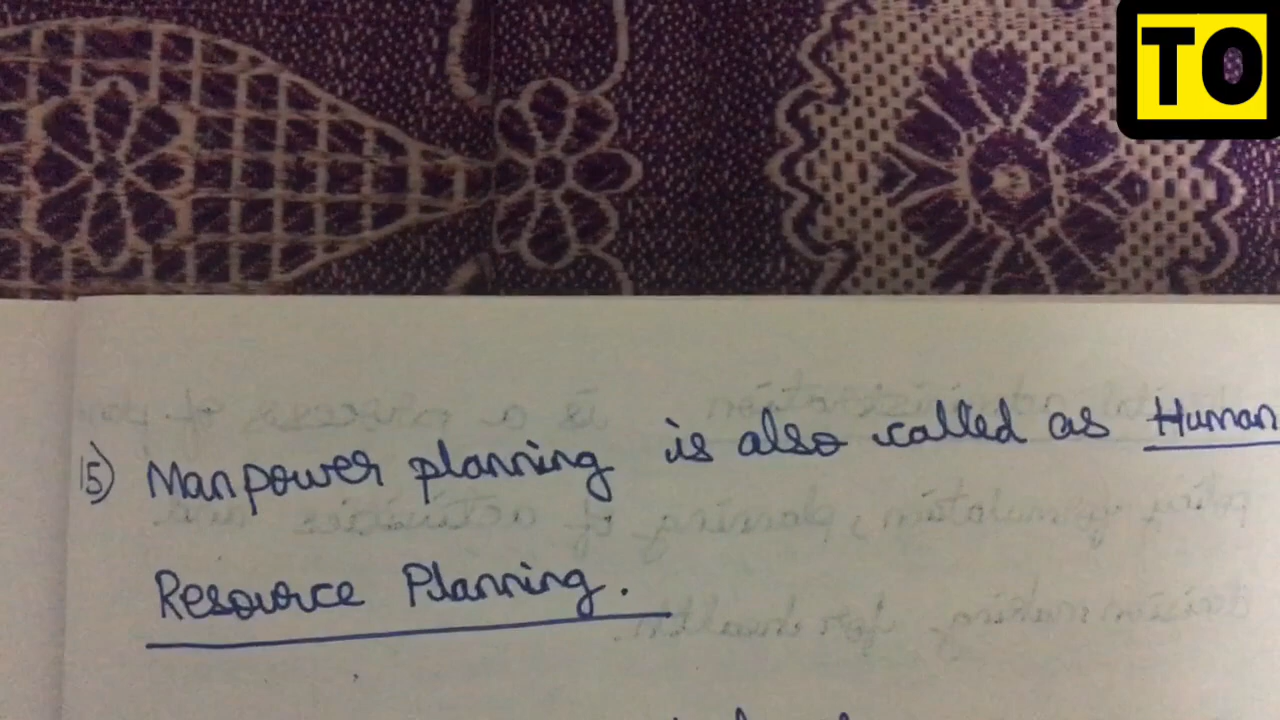 TO
15) Manpower planning is also called as Human
Resource Planning.